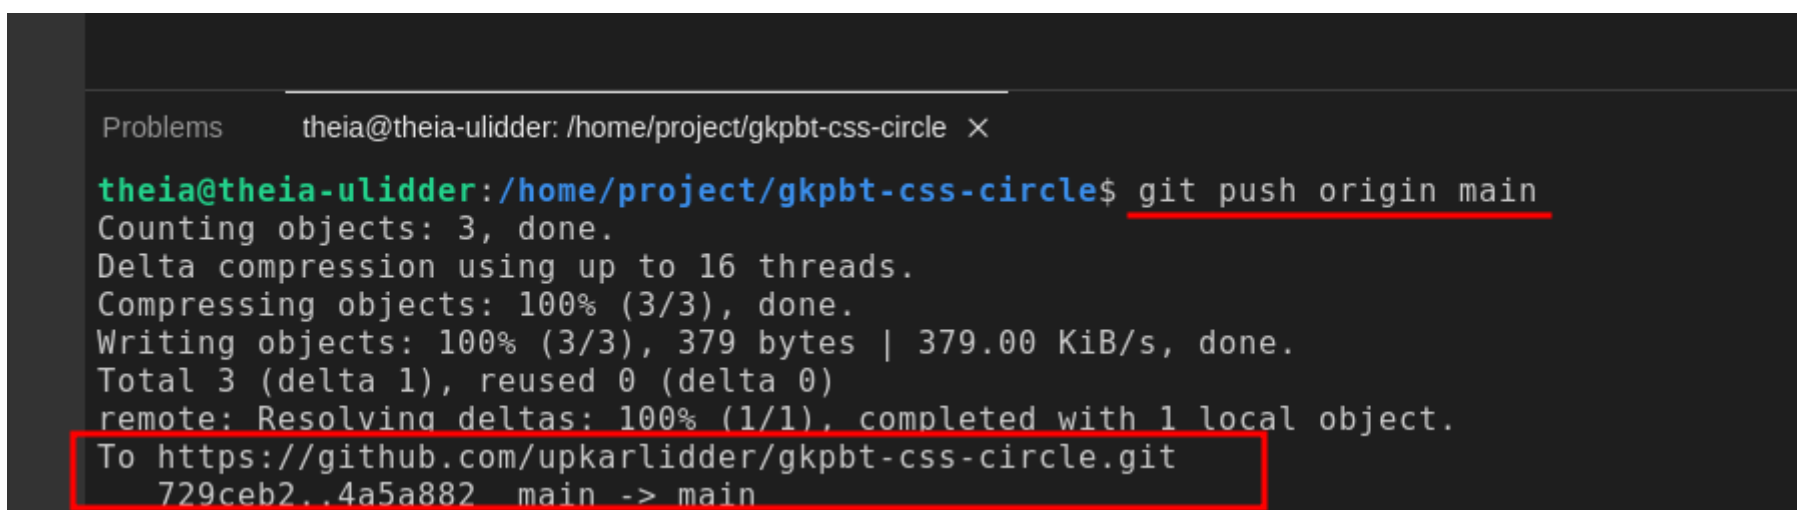 Problems theia@theia-ulidder: /home/project/gkpbt-css-circle ×
theia@theia-ulidder:/home/project/gkpbt-css-circle$ git push origin main
Counting objects: 3, done.
Delta compression using up to 16 threads.
Compressing objects: 100% (3/3), done.
Writing objects: 100% (3/3), 379 bytes | 379.00 KiB/s, done.
Total 3 (delta 1), reused 0 (delta 0)
remote: Resolving deltas: 100% (1/1), completed with 1 local object.
To https://github.com/upkarlidder/gkpbt-css-circle.git
   729ceb2..4a5a882  main -> main